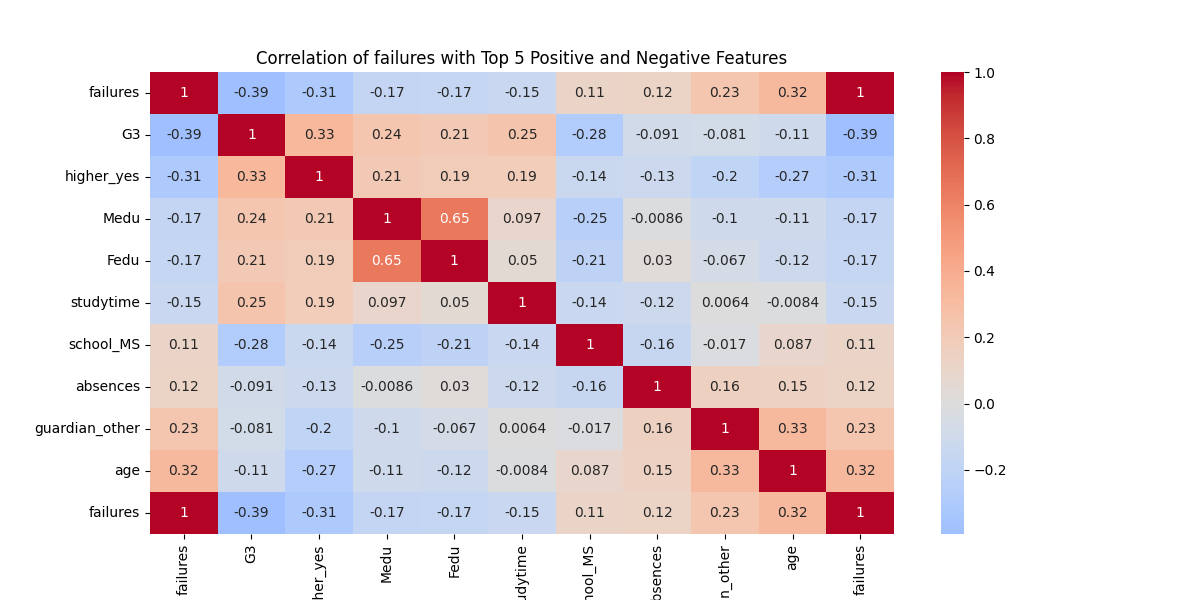 Correlation of failures with Top 5 Positive and Negative Features
failures 1 -0.39 -0.31 -0.17 -0.17 -0.15 0.11 0.12 0.23 0.32 1
G3 -0.39 1 0.33 0.24 0.21 0.25 -0.28 -0.091 -0.081 -0.11 -0.39
higher_yes -0.31 0.33 1 0.21 0.19 0.19 -0.14 -0.13 -0.2 -0.27 -0.31
Medu -0.17 0.24 0.21 1 0.65 0.097 -0.25 -0.0086 -0.1 -0.11 -0.17
Fedu -0.17 0.21 0.19 0.65 1 0.05 -0.21 0.03 -0.067 -0.12 -0.17
studytime -0.15 0.25 0.19 0.097 0.05 1 -0.14 -0.12 0.0064 -0.0084 -0.15
school_MS 0.11 -0.28 -0.14 -0.25 -0.21 -0.14 1 -0.16 -0.017 0.087 0.11
absences 0.12 -0.091 -0.13 -0.0086 0.03 -0.12 -0.16 1 0.16 0.15 0.12
guardian_other 0.23 -0.081 -0.2 -0.1 -0.067 0.0064 -0.017 0.16 1 0.33 0.23
age 0.32 -0.11 -0.27 -0.11 -0.12 -0.0084 0.087 0.15 0.33 1 0.32
failures 1 -0.39 -0.31 -0.17 -0.17 -0.15 0.11 0.12 0.23 0.32 1
failures
G3
her_yes
Medu
Fedu
udytime
hool_MS
bsences
n_other
age
failures
1.0
0.8
0.6
0.4
0.2
0.0
−0.2